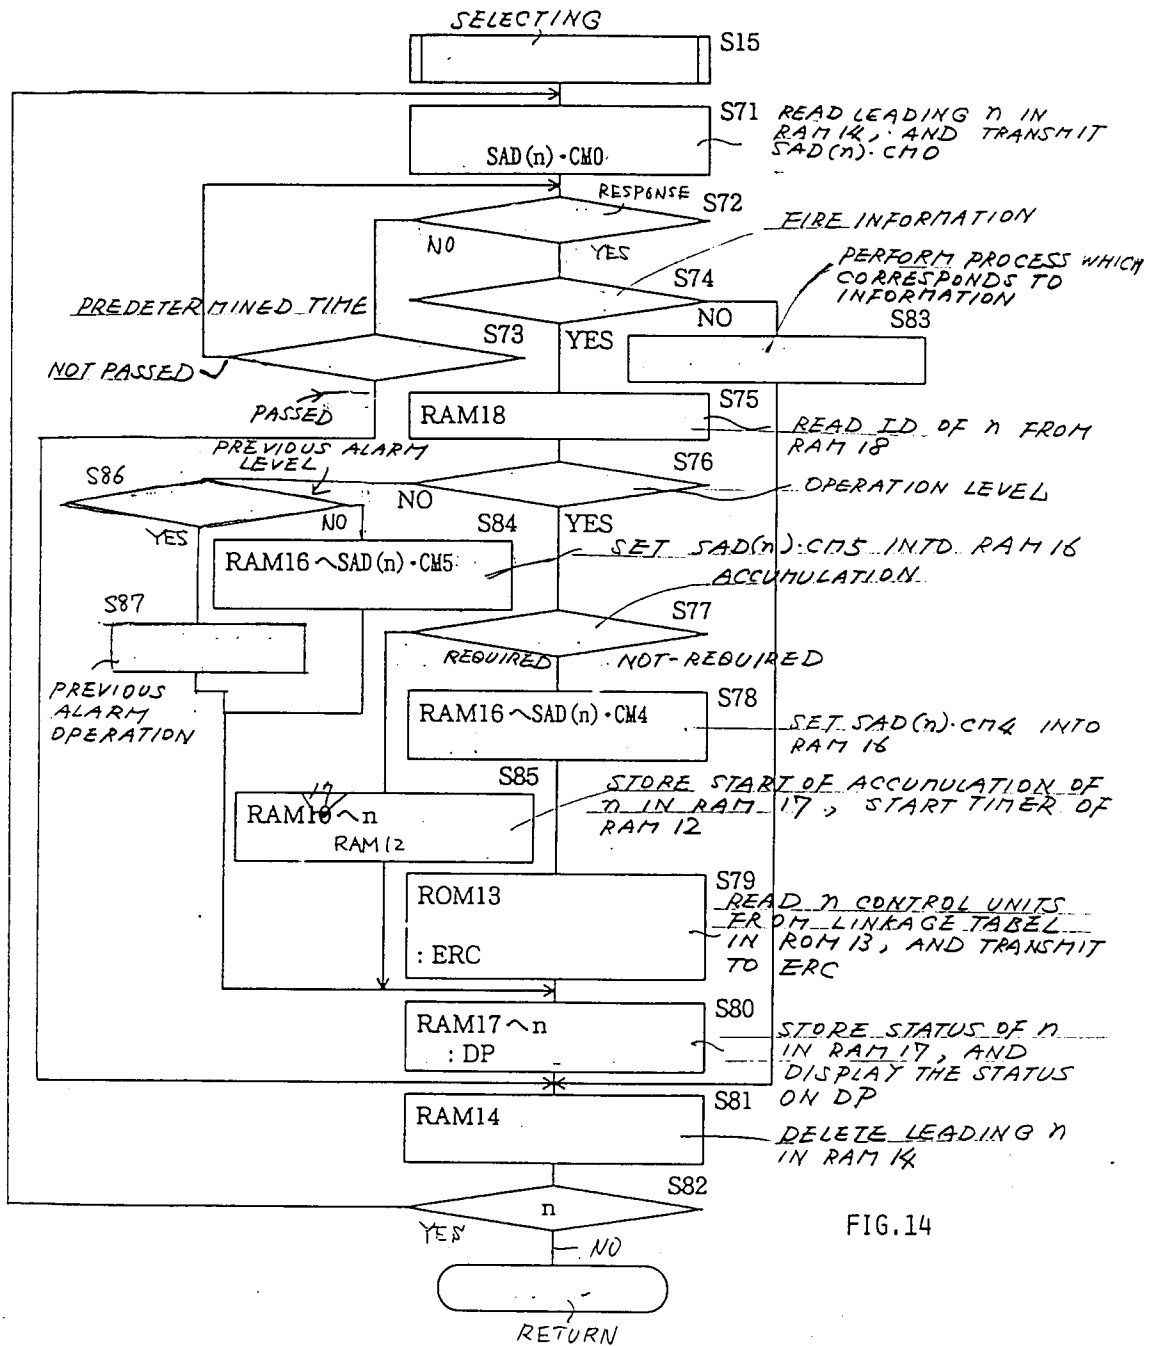 SELECTING
S15
S71
READ LEADING n IN
RAM 14, AND TRANSMIT
SAD(n)·CM0
SAD(n)·CM0
RESPONSE
S72
NO
YES
FIRE INFORMATION
S74
PERFORM PROCESS WHICH
CORRESPONDS TO
INFORMATION
PREDETERMINED TIME
S73
YES
NO
S83
NOT PASSED
PASSED
S75
RAM18
READ ID OF n FROM
RAM 18
PREVIOUS ALARM
LEVEL
S76
S86
NO
OPERATION LEVEL
YES
NO
S84
YES
RAM16～SAD(n)·CM5
SET SAD(n)·CM5 INTO RAM 16
ACCUMULATION
S87
S77
REQUIRED
NOT-REQUIRED
PREVIOUS
ALARM
OPERATION
S78
RAM16～SAD(n)·CM4
SET SAD(n)·CM4 INTO
RAM 16
S85
17
RAM10～n
RAM12
STORE START OF ACCUMULATION OF
n IN RAM 17, START TIMER OF
RAM 12
S79
ROM13
: ERC
READ n CONTROL UNITS
FROM LINKAGE TABEL
IN ROM 13, AND TRANSMIT
TO ERC
S80
RAM17～n
: DP
STORE STATUS OF n
IN RAM 17, AND
DISPLAY THE STATUS
ON DP
S81
RAM14
DELETE LEADING n
IN RAM 14
S82
n
YES
NO
FIG.14
RETURN